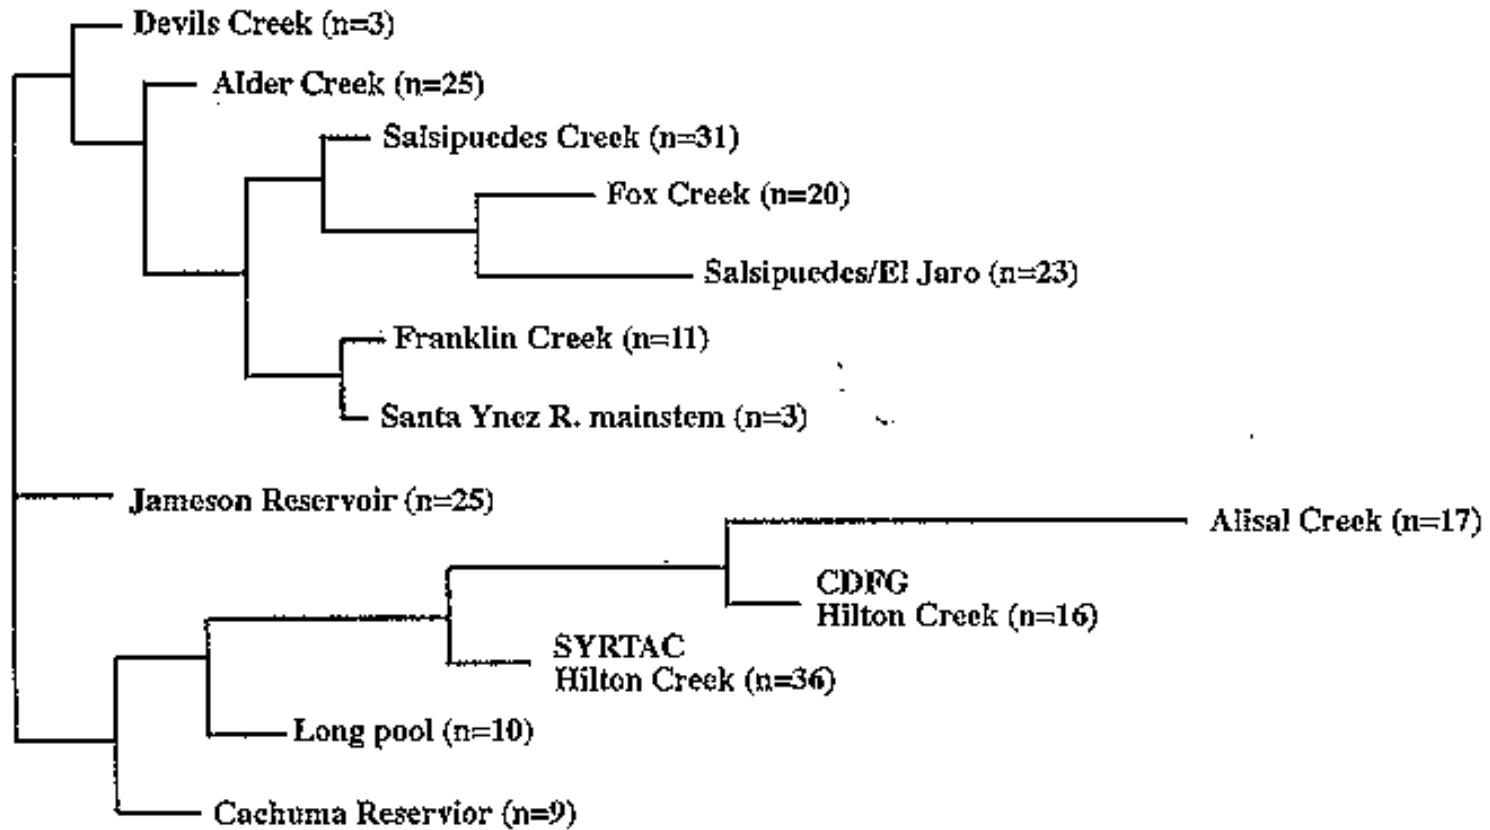 Devils Creek (n=3)
Alder Creek (n=25)
Salsipuedes Creek (n=31)
Fox Creek (n=20)
Salsipuedes/El Jaro (n=23)
Franklin Creek (n=11)
Santa Ynez R. mainstem (n=3)
Jameson Reservoir (n=25)
Alisal Creek (n=17)
CDFG
Hilton Creek (n=16)
SYRTAC
Hilton Creek (n=36)
Long pool (n=10)
Cachuma Reservior (n=9)